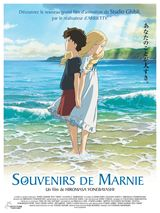 Découvrez le nouveau grand film d'animation du Studio Ghibli,
par le réalisateur d'ARRIETTY
あなたのことが大すき。
SOUVENIRS DE MARNIE
Un film de HIROMASA YONEBAYASHI